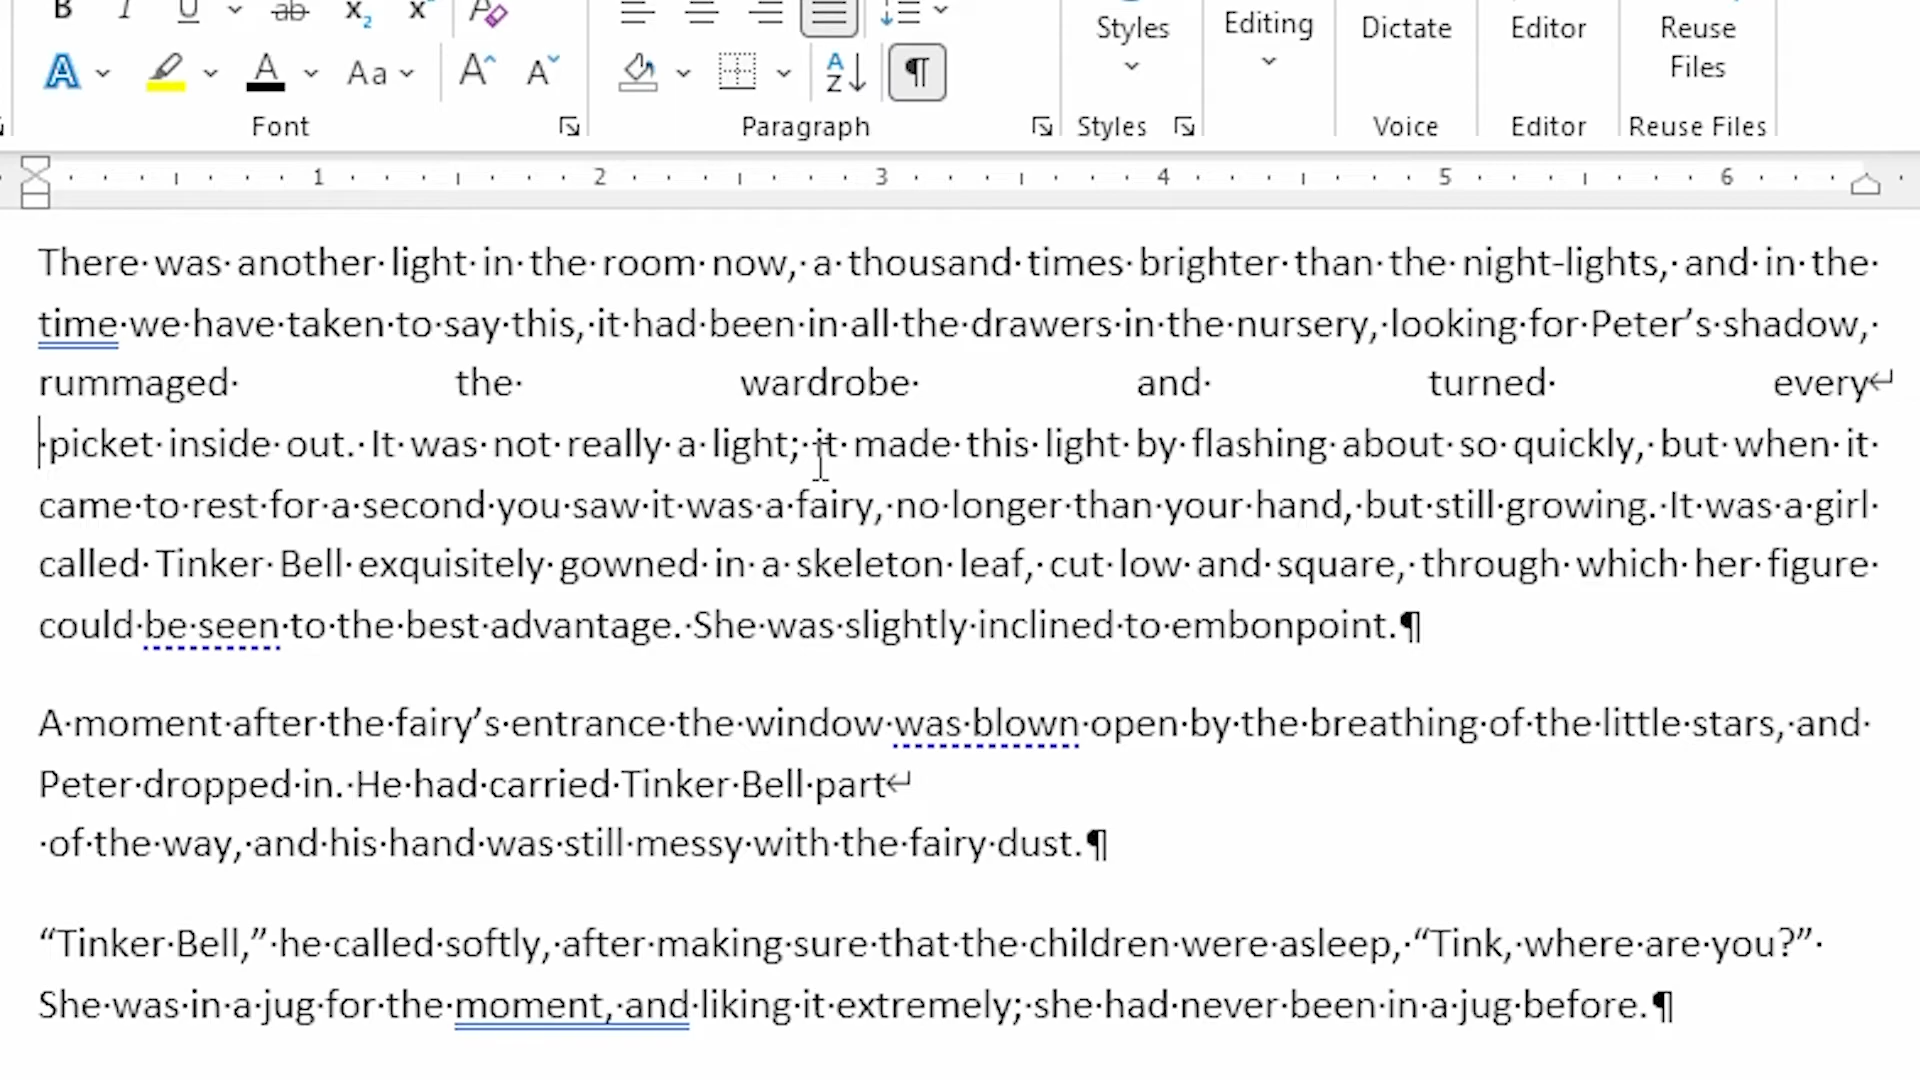 B I U ab x₂ x
A A Aa A^ Aˇ A Z ¶
Styles Editing Dictate Editor Reuse Files
Font Paragraph Styles Voice Editor Reuse Files
1 2 3 4 5 6
There was another light in the room now, a thousand times brighter than the night-lights, and in the
time we have taken to say this, it had been in all the drawers in the nursery, looking for Peter’s shadow,
rummaged the wardrobe and turned every↵
picket inside out. It was not really a light; it made this light by flashing about so quickly, but when it
came to rest for a second you saw it was a fairy, no longer than your hand, but still growing. It was a girl
called Tinker Bell exquisitely gowned in a skeleton leaf, cut low and square, through which her figure
could be seen to the best advantage. She was slightly inclined to embonpoint.¶
A moment after the fairy’s entrance the window was blown open by the breathing of the little stars, and
Peter dropped in. He had carried Tinker Bell part↵
of the way, and his hand was still messy with the fairy dust.¶
“Tinker Bell,” he called softly, after making sure that the children were asleep, “Tink, where are you?”
She was in a jug for the moment, and liking it extremely; she had never been in a jug before.¶